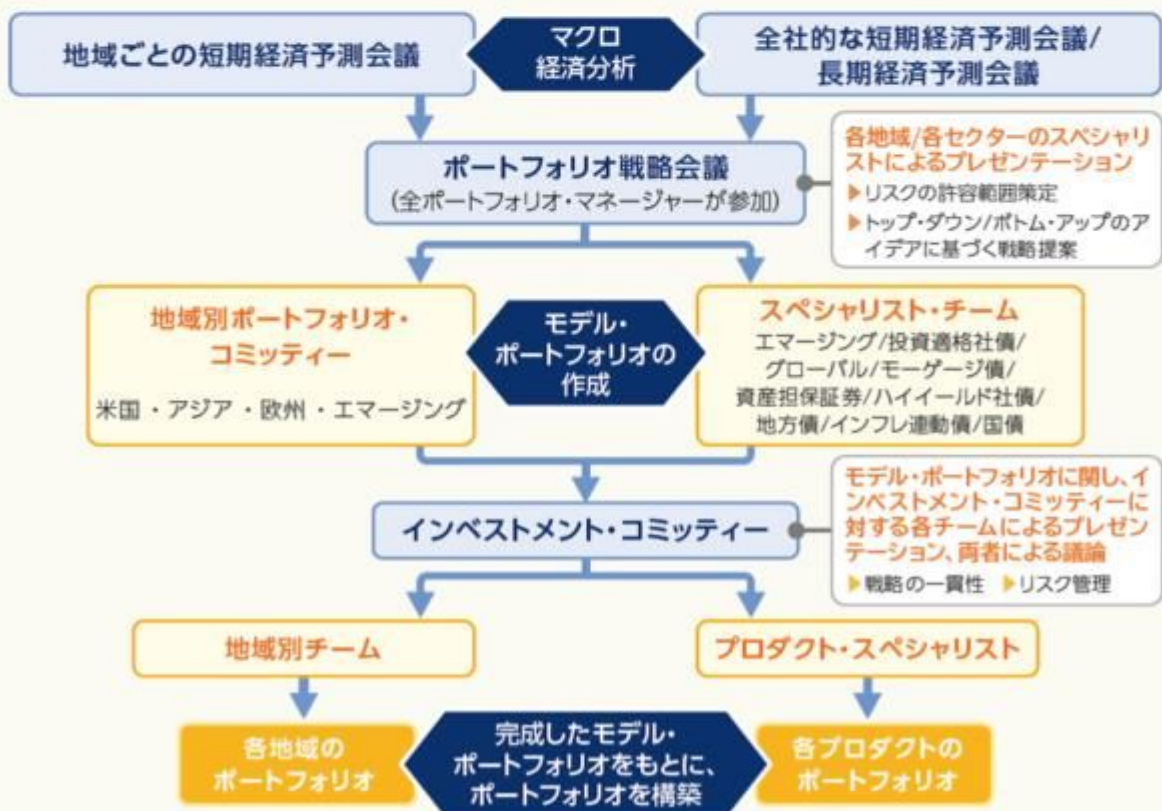 地域ごとの短期経済予測会議
マクロ
経済分析
全社的な短期経済予測会議/
長期経済予測会議
ポートフォリオ戦略会議
(全ポートフォリオ・マネージャーが参加)
各地域/各セクターのスペシャリ
ストによるプレゼンテーション
▶リスクの許容範囲策定
▶トップ・ダウン/ボトム・アップのア
イデアに基づく戦略提案
地域別ポートフォリオ・
コミッティー
米国・アジア・欧州・エマージング
モデル・
ポートフォリオの
作成
スペシャリスト・チーム
エマージング/投資適格社債/
グローバル/モーゲージ債/
資産担保証券/ハイイールド社債/
地方債/インフレ連動債/国債
インベストメント・コミッティー
モデル・ポートフォリオに関し、イ
ンベストメント・コミッティーに
対する各チームによるプレゼン
テーション、両者による議論
▶戦略の一貫性 ▶リスク管理
地域別チーム
プロダクト・スペシャリスト
各地域の
ポートフォリオ
完成したモデル・
ポートフォリオをもとに、
ポートフォリオを構築
各プロダクトの
ポートフォリオ